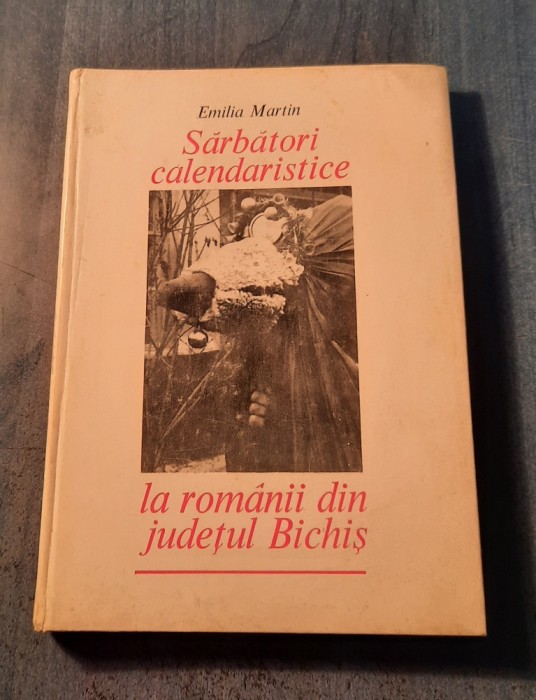 Emilia Martin
Sărbători
calendaristice
la românii din
județul Bichiș